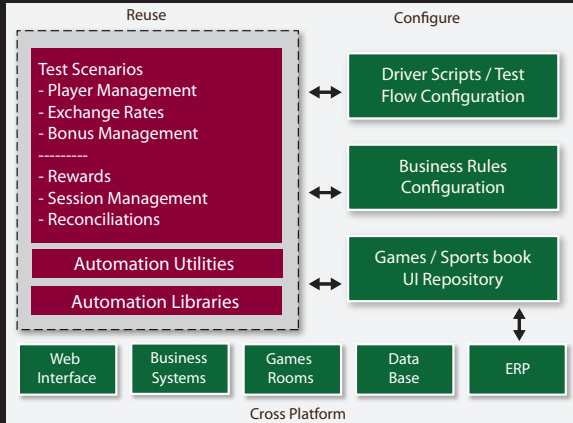 Reuse
Configure
Test Scenarios
- Player Management
- Exchange Rates
- Bonus Management
---------
- Rewards
- Session Management
- Reconciliations
Automation Utilities
Automation Libraries
Driver Scripts / Test
Flow Configuration
Business Rules
Configuration
Games / Sports book
UI Repository
Web
Interface
Business
Systems
Games
Rooms
Data
Base
ERP
Cross Platform